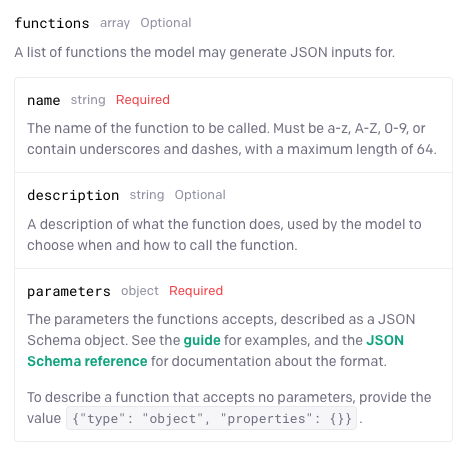 functions array Optional
A list of functions the model may generate JSON inputs for.
name string Required
The name of the function to be called. Must be a-z, A-Z, 0-9, or
contain underscores and dashes, with a maximum length of 64.
description string Optional
A description of what the function does, used by the model to
choose when and how to call the function.
parameters object Required
The parameters the functions accepts, described as a JSON
Schema object. See the guide for examples, and the JSON
Schema reference for documentation about the format.
To describe a function that accepts no parameters, provide the
value {"type": "object", "properties": {}} .